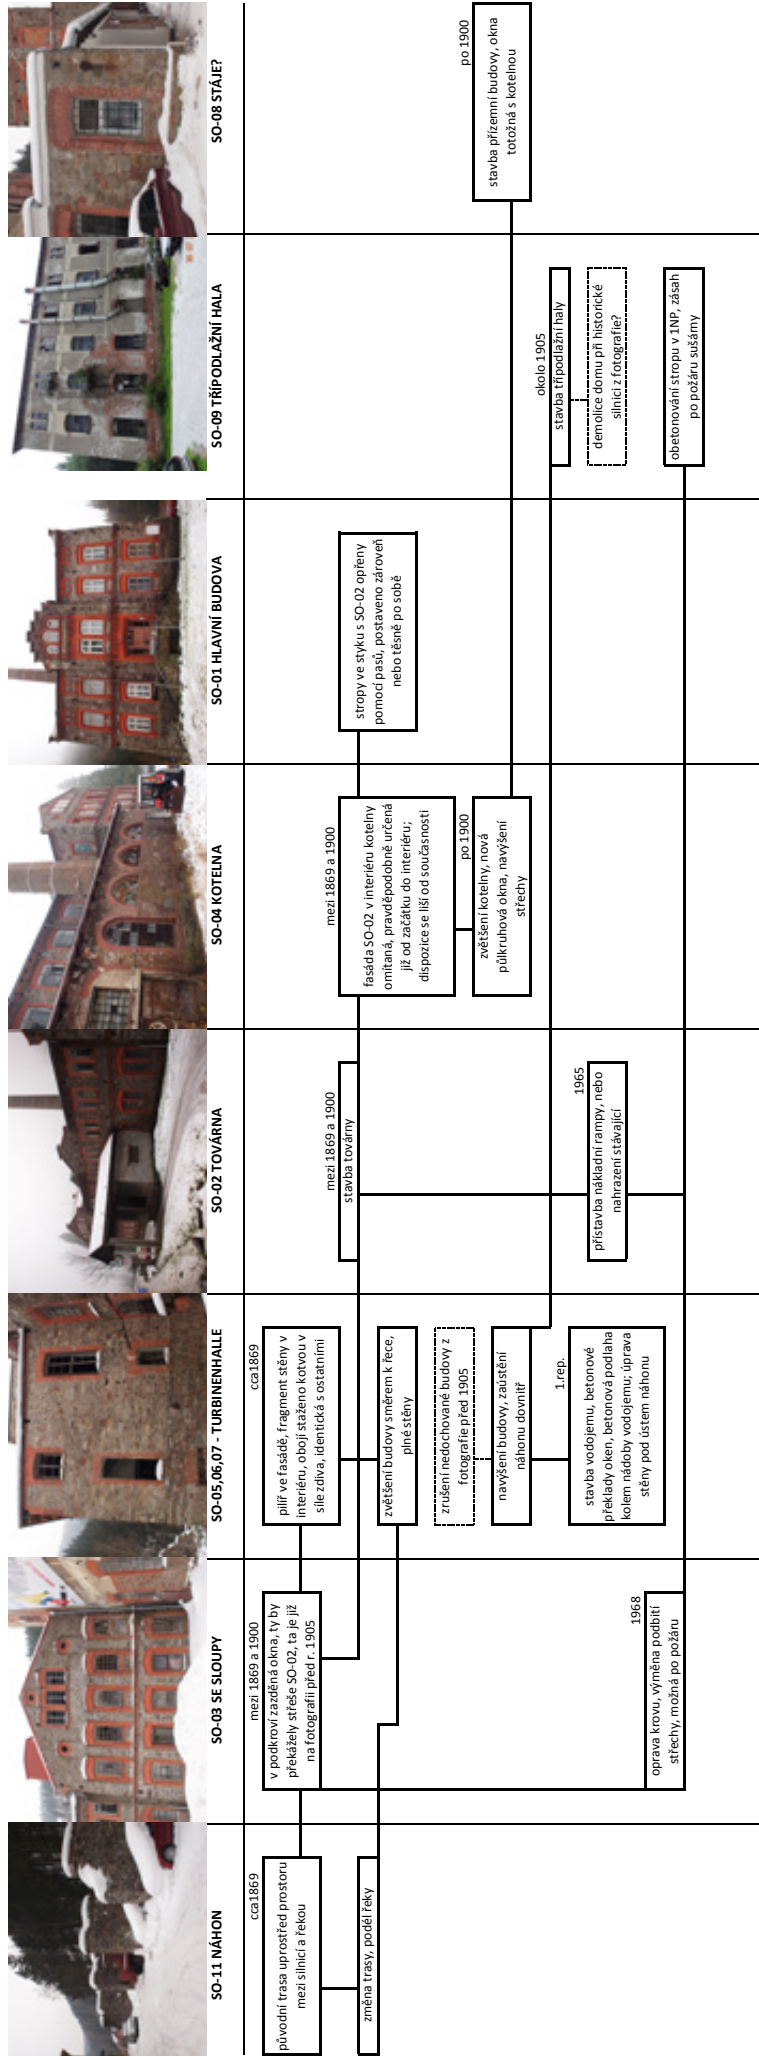 SO-11 NÁHON
cca1869
původní trasa uprostřed prostoru
mezi silnicí a řekou
změna trasy, podél řeky
SO-03 SE SLOUPY
mezi 1869 a 1900
v podkroví zazděná okna, ty by
překážely střeše SO-02, ta je již
na fotografii před r. 1905
1968
oprava krovu, výměna podbití
střechy, možná po požáru
SO-05,06,07 - TURBINENHALLE
cca1869
pilíř ve fasádě, fragment stěny v
interiéru, obojí staženo kotvou v
síle zdiva, identická s ostatními
zvětšení budovy směrem k řece,
plné stěny
zrušení nedochované budovy z
fotografie před 1905
navýšení budovy, zaústění
náhonu dovnitř
1.rep.
stavba vodojemu, betonové
překlady oken, betonová podlaha
kolem nádoby vodojemu; úprava
stěny pod ústem náhonu
SO-02 TOVÁRNA
mezi 1869 a 1900
stavba továrny
1965
přístavba nákladní rampy, nebo
nahrazení stávající
SO-04 KOTELNA
mezi 1869 a 1900
fasáda SO-02 v interiéru kotelny
omítaná, pravděpodobně určená
již od začátku do interiéru;
dispozice se liší od současnosti
po 1900
zvětšení kotelny, nová
půlkruhová okna, navýšení
střechy
SO-01 HLAVNÍ BUDOVA
stropy ve styku s SO-02 opřeny
pomocí pasů, postaveno zároveň
nebo těsně po sobě
SO-09 TŘÍPODLAŽNÍ HALA
okolo 1905
stavba třípodlažní haly
demolice domu při historické
silnici z fotografie?
obetonování stropu v 1NP, zásah
po požáru sušárny
SO-08 STÁJE?
po 1900
stavba přízemní budovy, okna
totožná s kotelnou